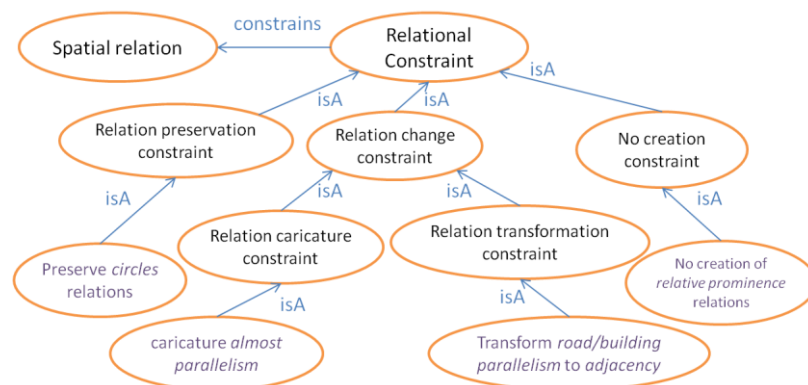 constrains
Spatial relation
Relational
Constraint
isA
isA
isA
Relation preservation
constraint
Relation change
constraint
No creation
constraint
isA
isA
isA
isA
Relation caricature
constraint
Relation transformation
constraint
Preserve circles
relations
No creation of
relative prominence
relations
isA
isA
caricature almost
parallelism
Transform road/building
parallelism to adjacency